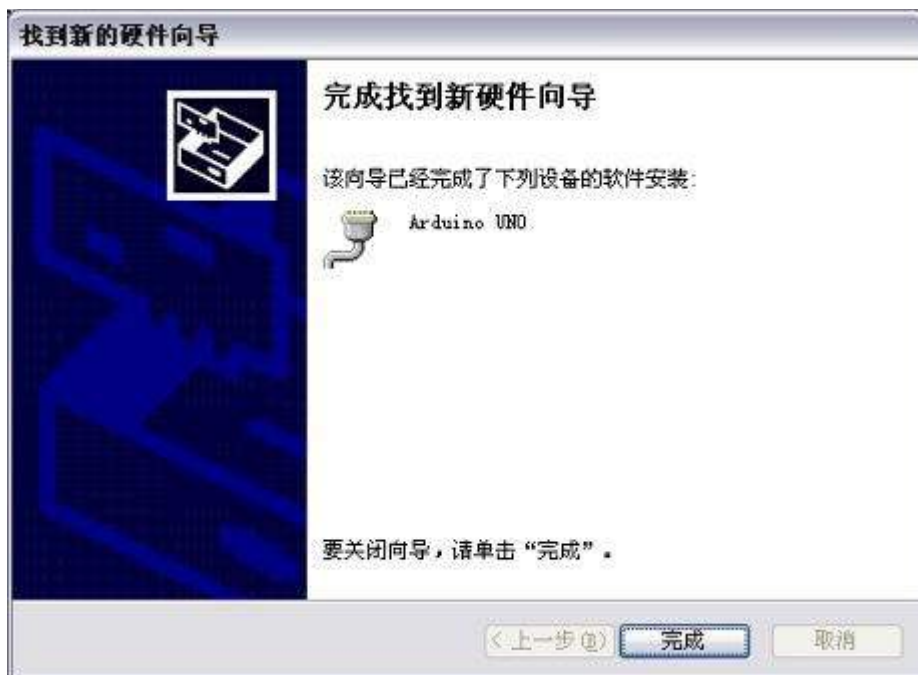 找到新的硬件向导
完成找到新硬件向导
该向导已经完成了下列设备的软件安装:
Arduino UNO
要关闭向导，请单击“完成”。
< 上一步(B) 完成 取消